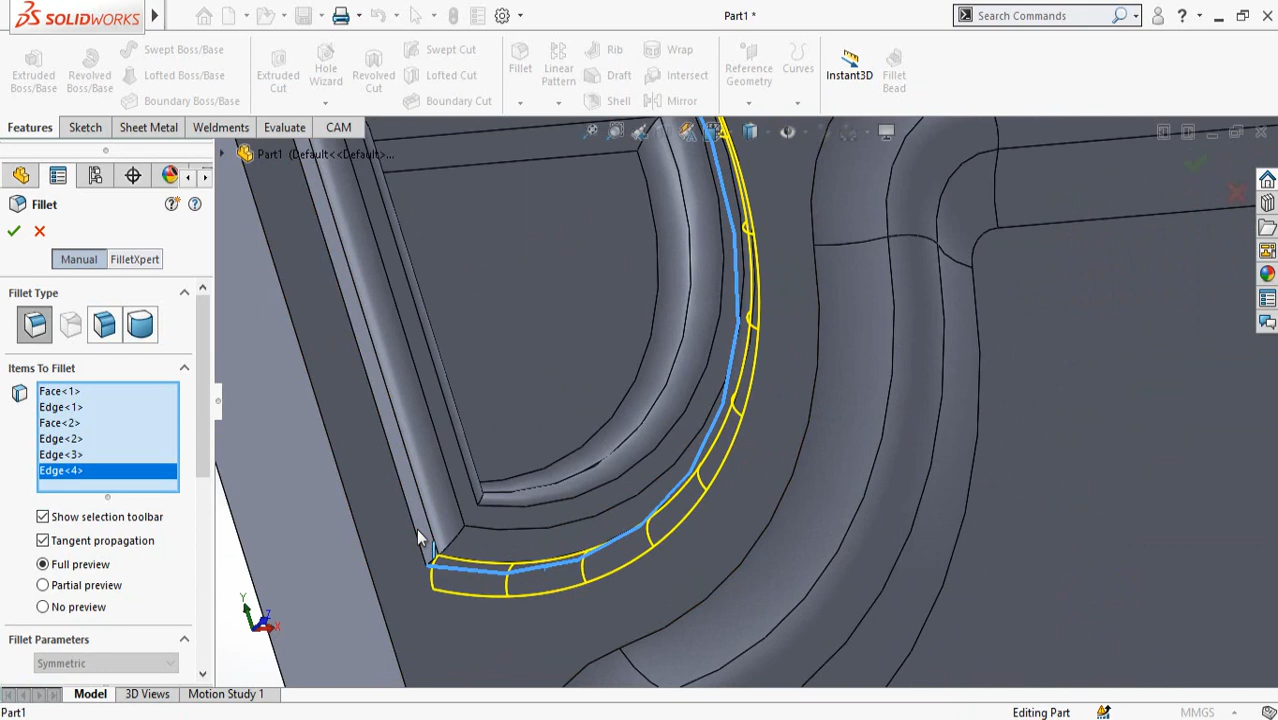 SOLIDWORKS
Part1 *
Search Commands
?
Extruded Boss/Base
Revolved Boss/Base
Swept Boss/Base
Lofted Boss/Base
Boundary Boss/Base
Extruded Cut
Hole Wizard
Revolved Cut
Swept Cut
Lofted Cut
Boundary Cut
Fillet
Linear Pattern
Rib
Draft
Shell
Wrap
Intersect
Mirror
Reference Geometry
Curves
Instant3D
Fillet Bead
Features
Sketch
Sheet Metal
Weldments
Evaluate
CAM
Part1 (Default<<Default>...
Fillet
Manual
FilletXpert
Fillet Type
Items To Fillet
Face<1>
Edge<1>
Face<2>
Edge<2>
Edge<3>
Edge<4>
Show selection toolbar
Tangent propagation
Full preview
Partial preview
No preview
Fillet Parameters
Symmetric
Y
Z
X
Model
3D Views
Motion Study 1
Part1
Editing Part
MMGS